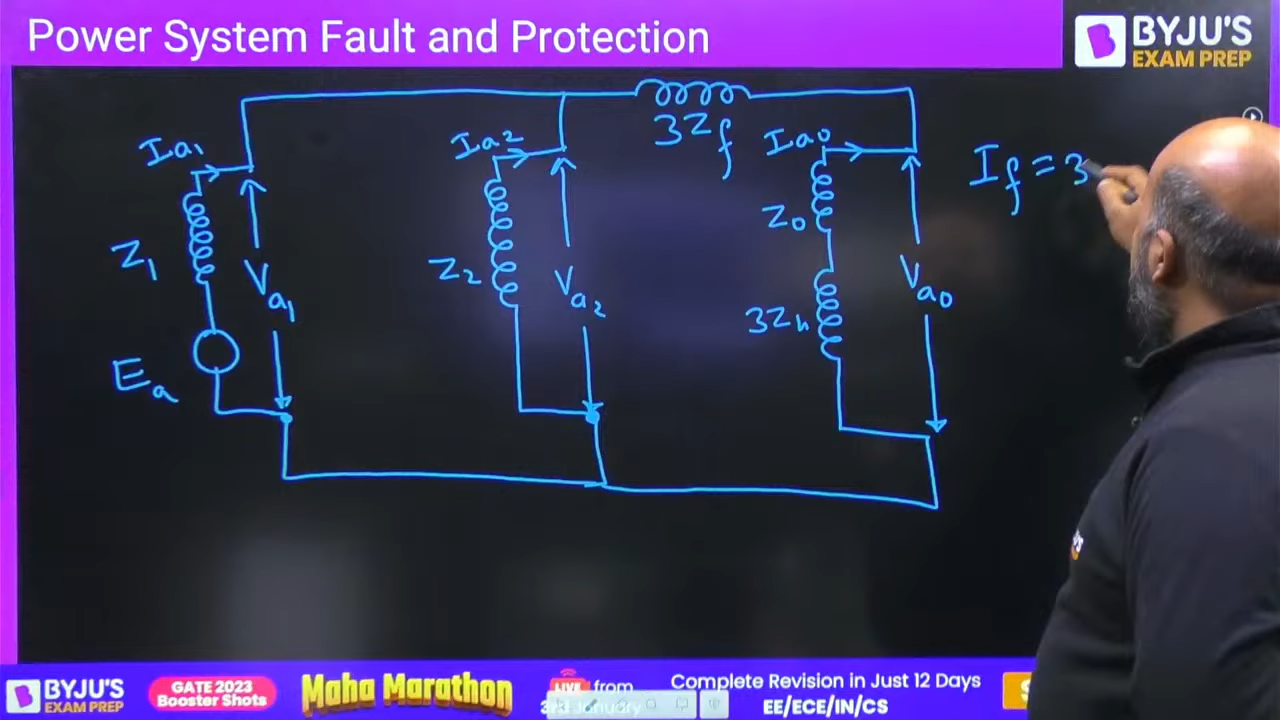 Power System Fault and Protection
BYJU'S
EXAM PREP
Ia1
Ia2
3Zf
Ia0
If = 3
Z1
Va1
Z2
Va2
Z0
Va0
3Zn
Ea
BYJU'S
EXAM PREP
GATE 2023
Booster Shots
Maha Marathon
LIVE from
3rd January
Complete Revision in Just 12 Days
EE/ECE/IN/CS